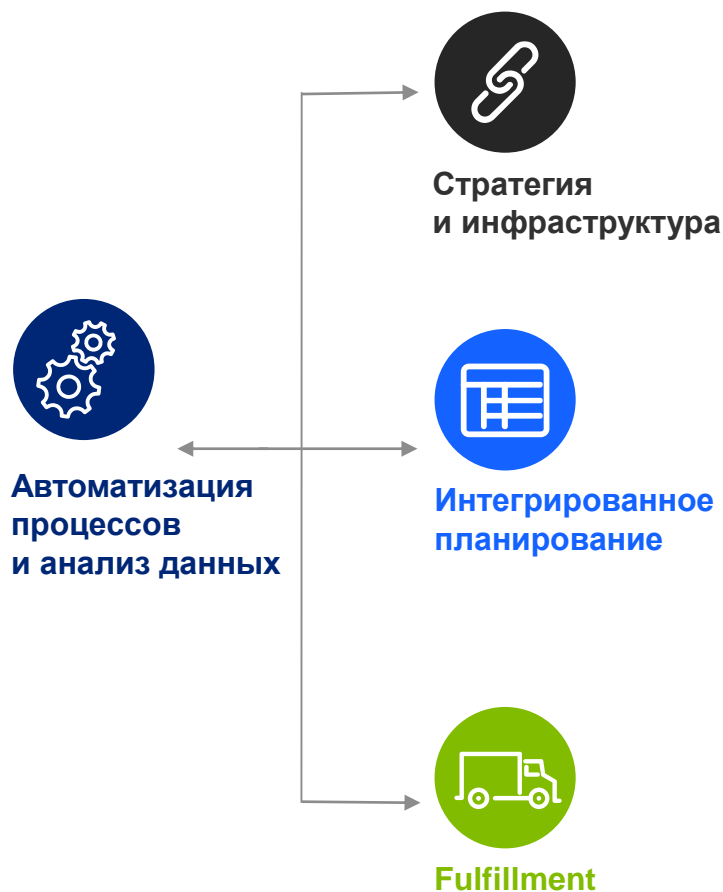 Стратегия
и инфраструктура
Автоматизация
процессов
и анализ данных
Интегрированное
планирование
Fulfillment